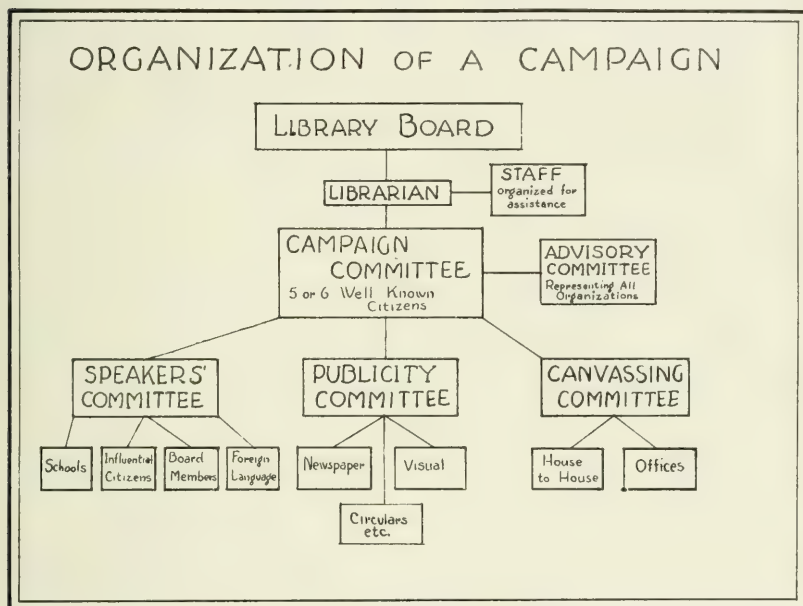 ORGANIZATION OF A CAMPAIGN
LIBRARY BOARD
LIBRARIAN
STAFF
organized for
assistance
CAMPAIGN
COMMITTEE
5 or 6 Well Known
Citizens
ADVISORY
COMMITTEE
Representing All
Organizations
SPEAKERS'
COMMITTEE
PUBLICITY
COMMITTEE
CANVASSING
COMMITTEE
Schools
Influential
Citizens
Board
Members
Foreign
Language
Newspaper
Visual
Circulars
etc.
House
to House
Offices